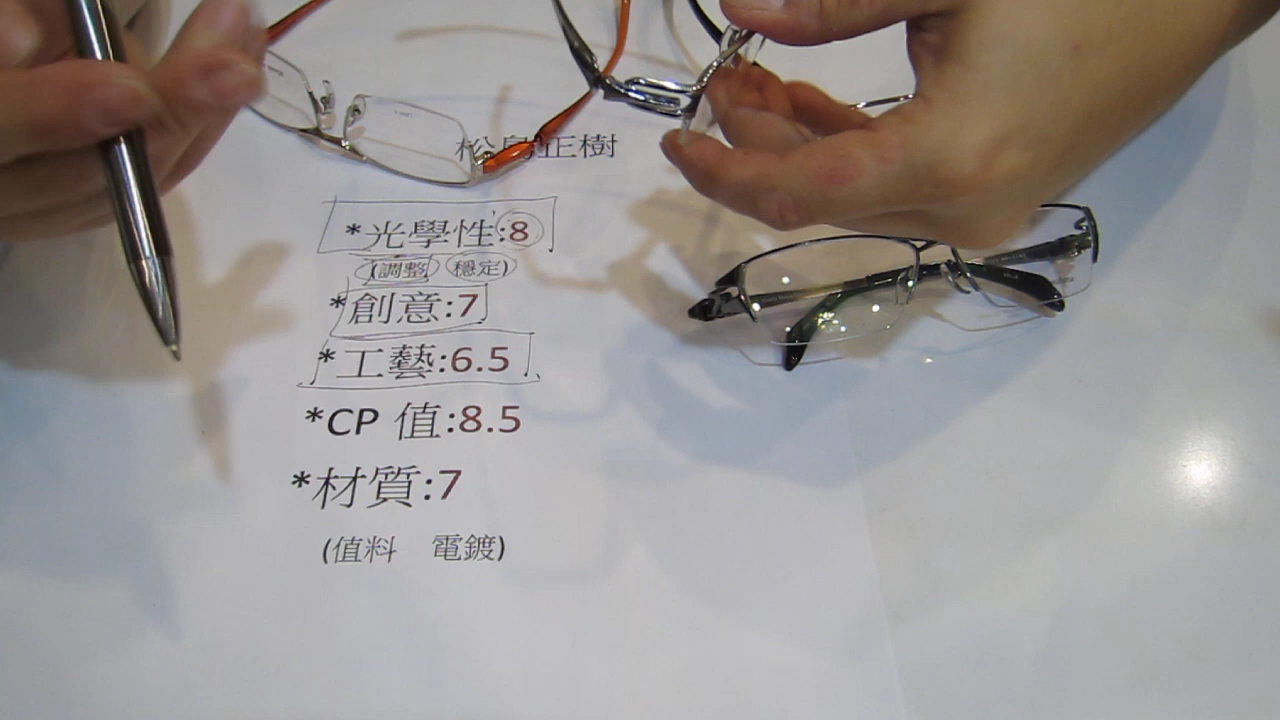 松島正樹
*光學性:8
(調整 穩定)
*創意:7
*工藝:6.5
*CP 值:8.5
*材質:7
(值料 電鍍)